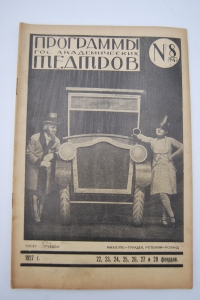 ПРОГРАММЫ
ГОС. АКАДЕМИЧЕСКИХ
ТЕАТРОВ
N8
1927 г.
22, 23, 24, 25, 26, 27 и 28 февраля.